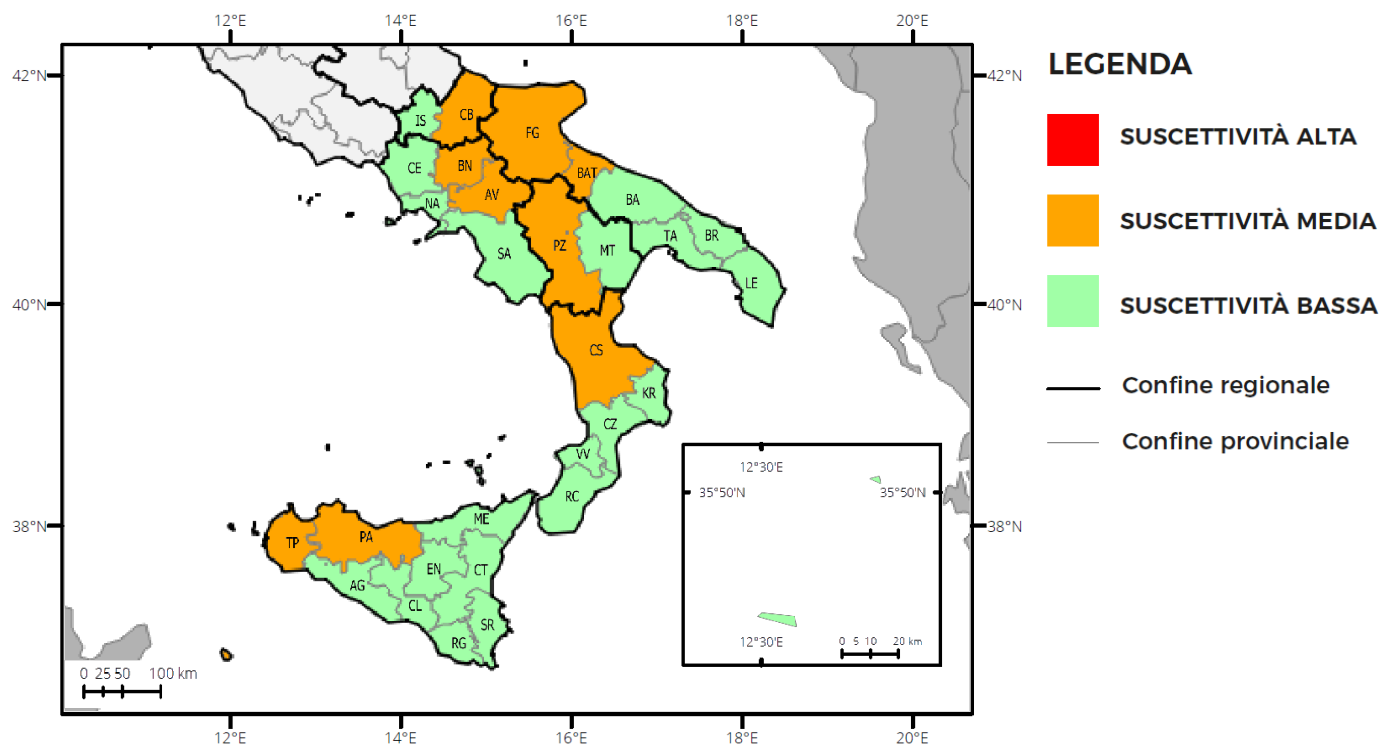 12°E 14°E 16°E 18°E 20°E
42°N 42°N
LEGENDA
SUSCETTIVITÀ ALTA
SUSCETTIVITÀ MEDIA
SUSCETTIVITÀ BASSA
Confine regionale
Confine provinciale
IS CB FG
CE BN BAT
NA AV BA
SA PZ MT TA BR
LE
40°N 40°N
CS
KR
CZ
VV
RC
12°30'E
35°50'N 35°50'N
12°30'E
0 5 10 20 km
38°N 38°N
TP PA ME
AG EN CT
CL
RG SR
0 25 50 100 km
12°E 14°E 16°E 18°E 20°E